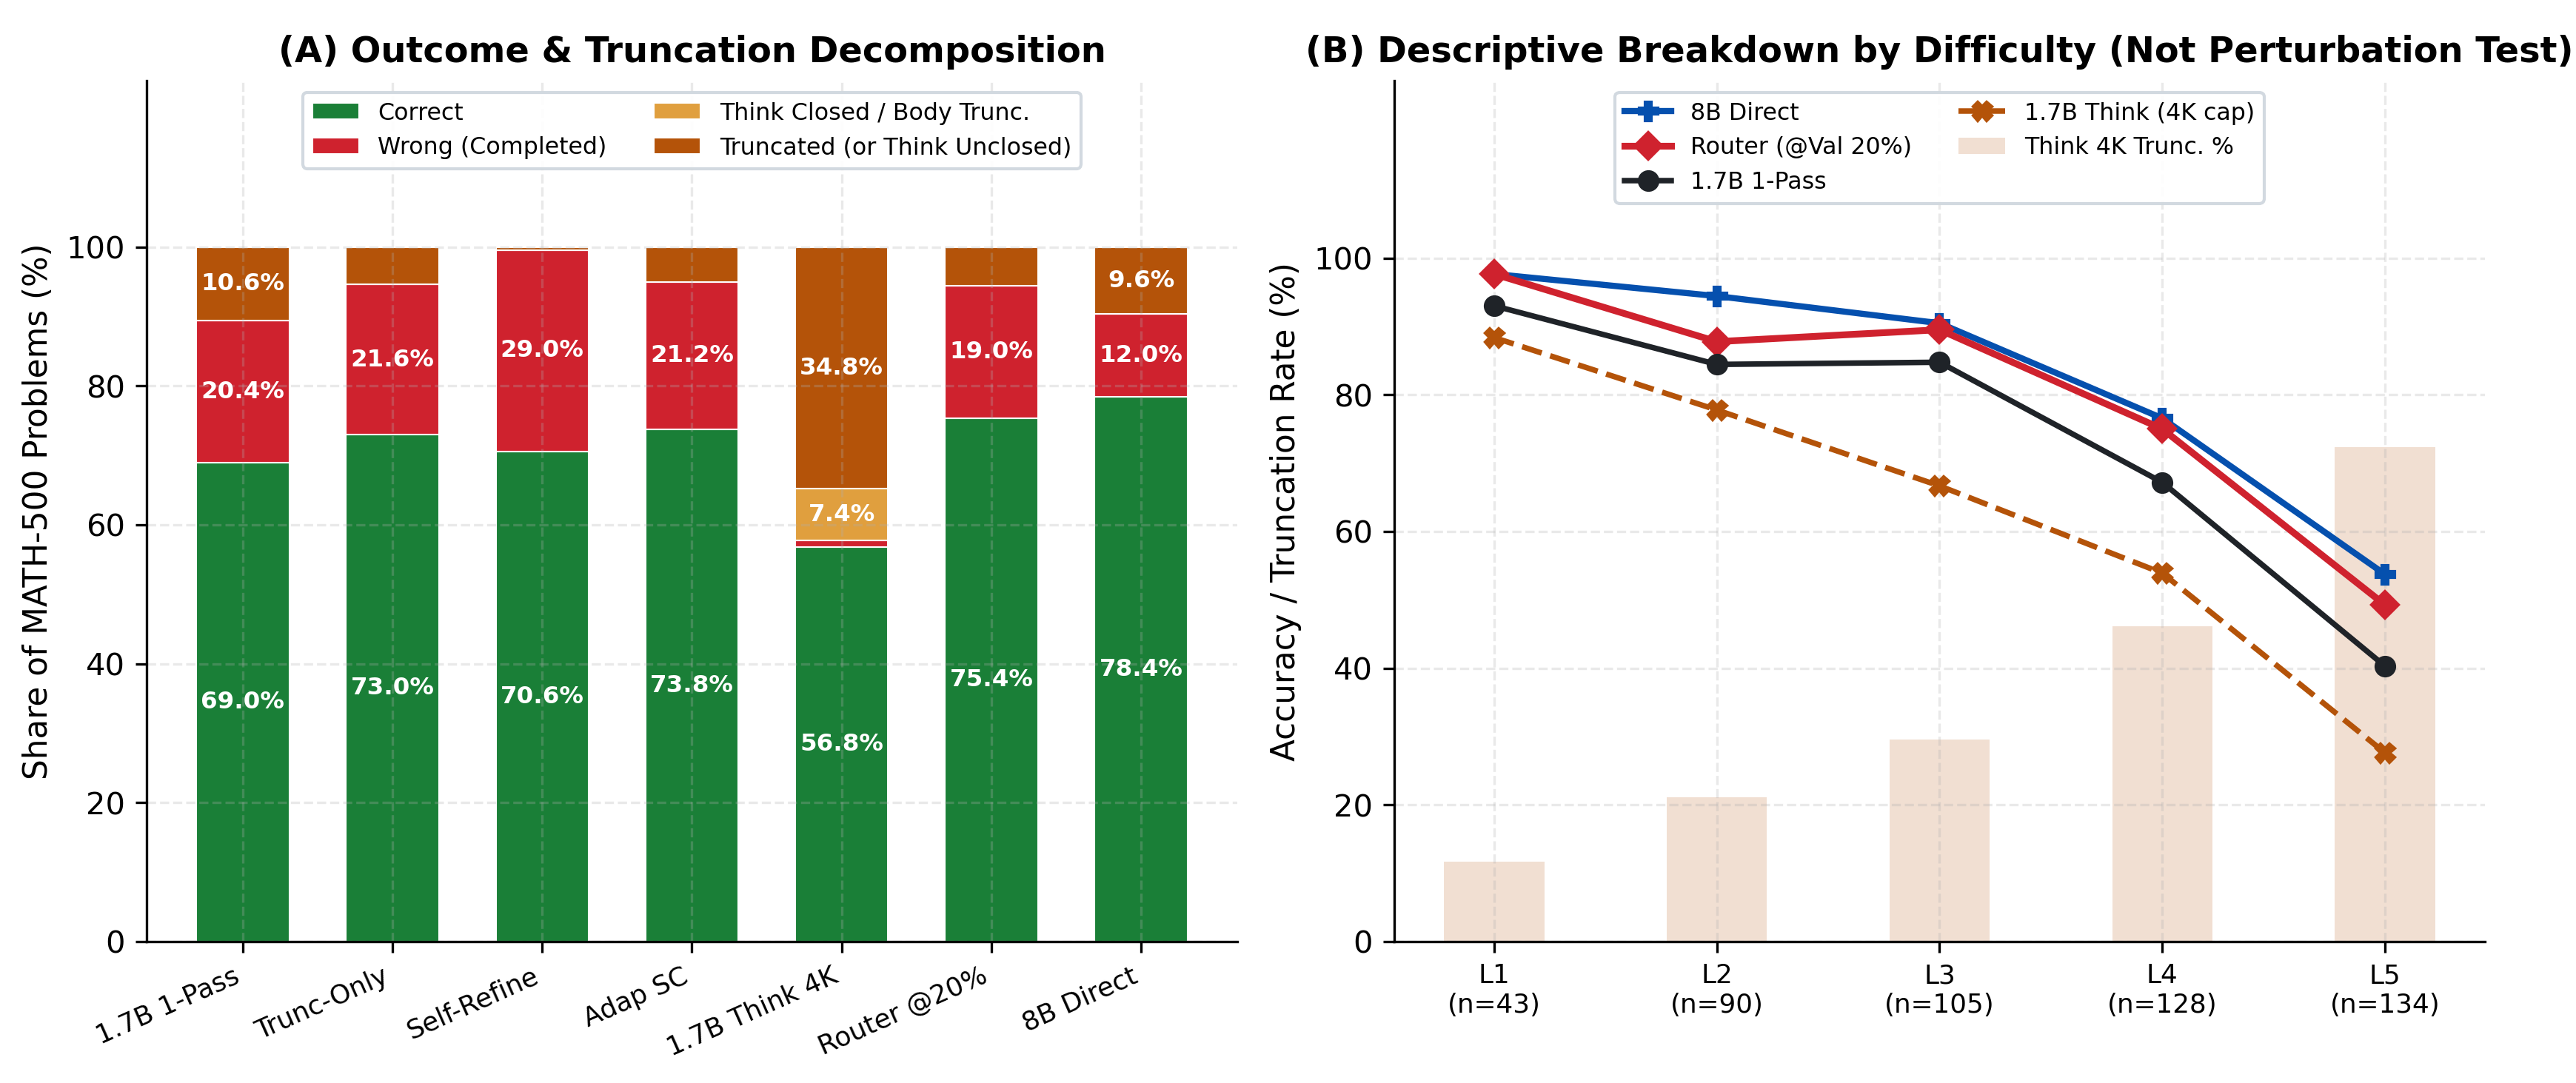 (A) Outcome & Truncation Decomposition
Correct
Wrong (Completed)
Think Closed / Body Trunc.
Truncated (or Think Unclosed)
Share of MATH-500 Problems (%)
100
80
60
40
20
0
10.6%
20.4%
69.0%
21.6%
73.0%
29.0%
70.6%
21.2%
73.8%
34.8%
7.4%
56.8%
19.0%
75.4%
9.6%
12.0%
78.4%
1.7B 1-Pass
Trunc-Only
Self-Refine
Adap SC
1.7B Think 4K
Router @20%
8B Direct
(B) Descriptive Breakdown by Difficulty (Not Perturbation Test)
8B Direct
Router (@Val 20%)
1.7B 1-Pass
1.7B Think (4K cap)
Think 4K Trunc. %
Accuracy / Truncation Rate (%)
100
80
60
40
20
0
L1
(n=43)
L2
(n=90)
L3
(n=105)
L4
(n=128)
L5
(n=134)